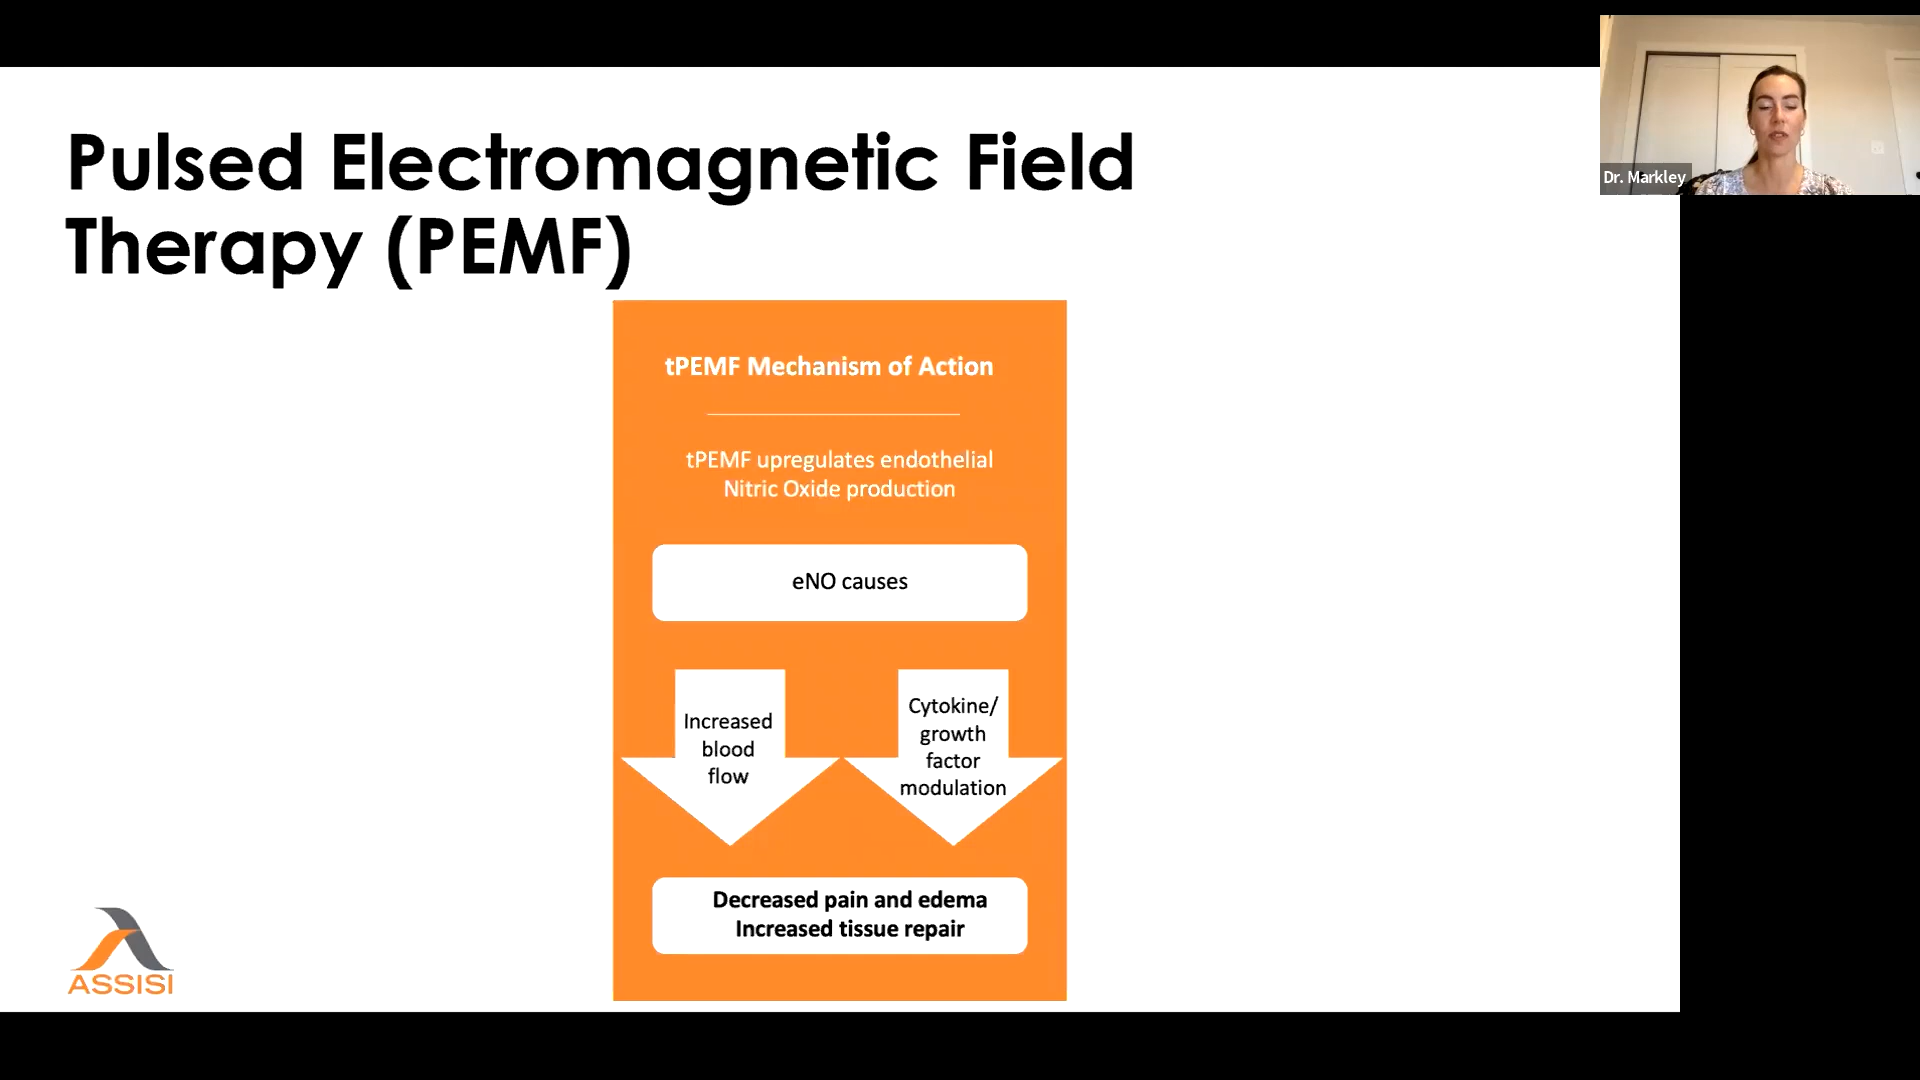 Pulsed Electromagnetic Field
Therapy (PEMF)
Dr. Markley
tPEMF Mechanism of Action
tPEMF upregulates endothelial
Nitric Oxide production
eNO causes
Increased
blood
flow
Cytokine/
growth
factor
modulation
Decreased pain and edema
Increased tissue repair
ASSISI